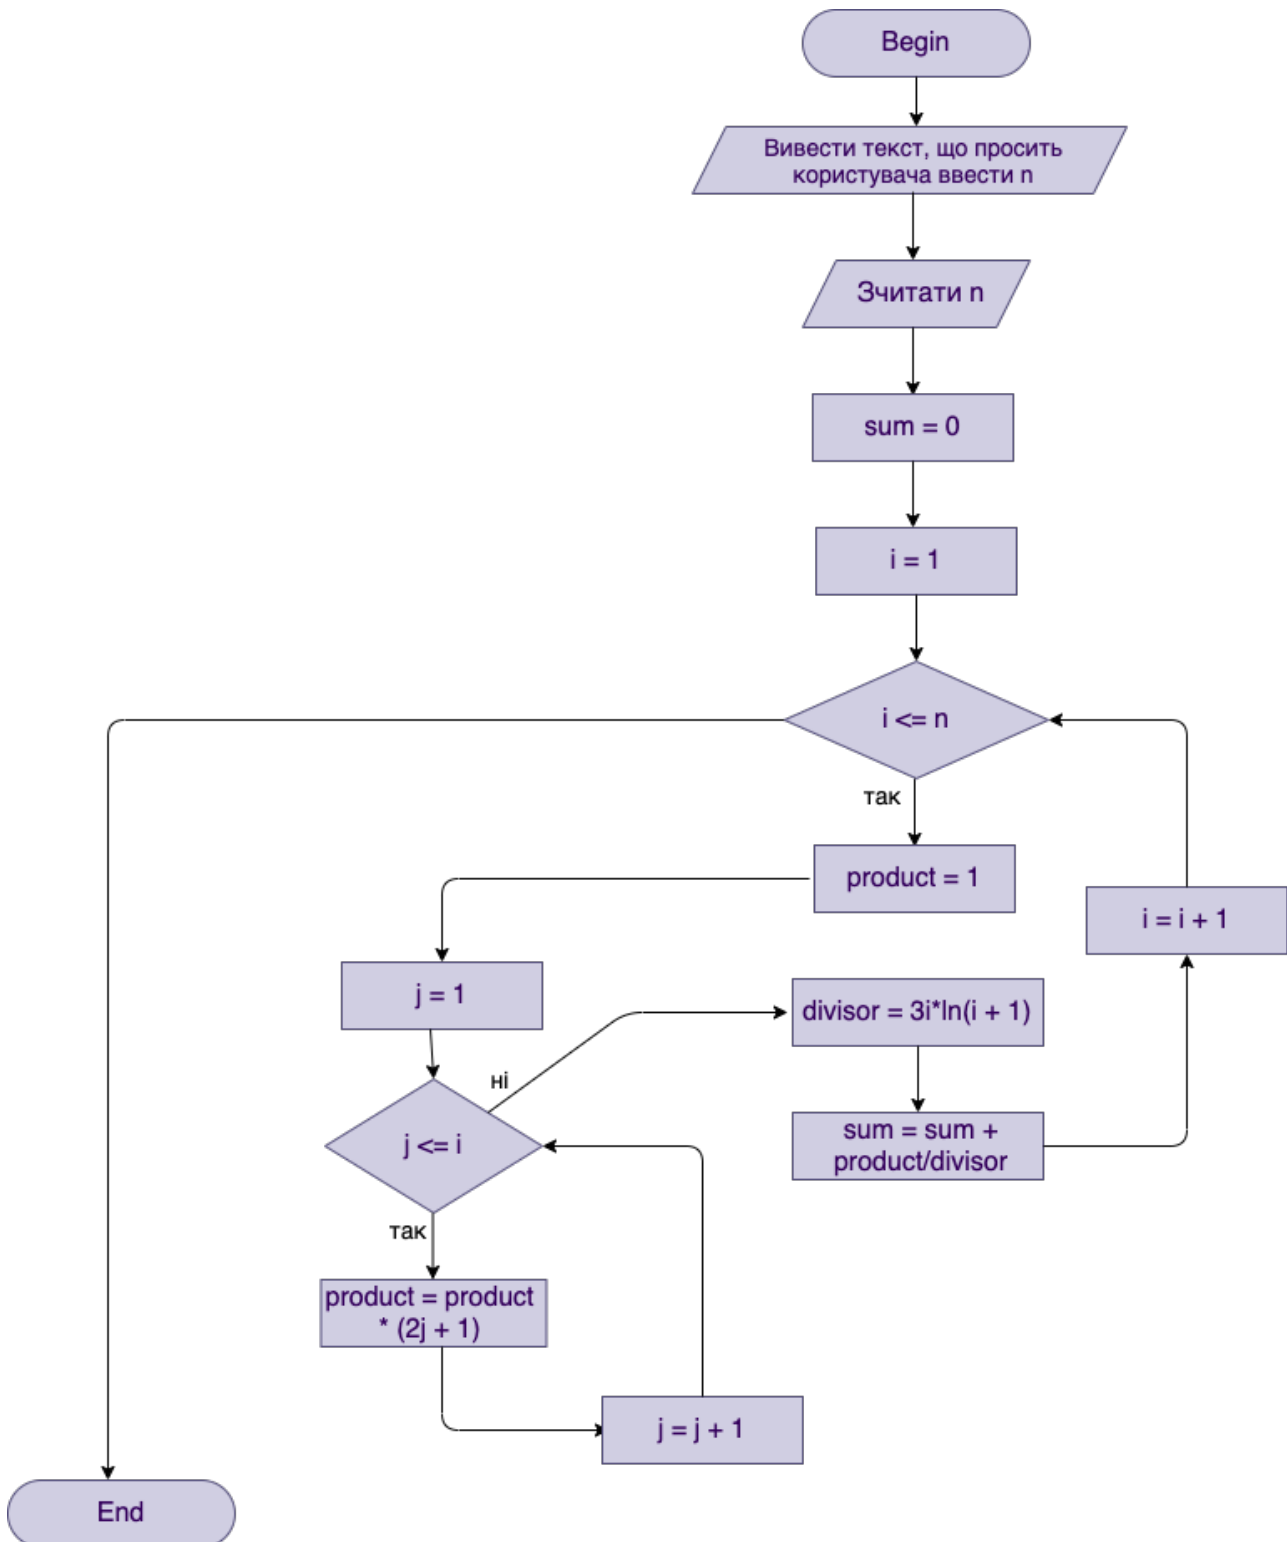 Begin
Вивести текст, що просить
користувача ввести n
Зчитати n
sum = 0
i = 1
i <= n
так
product = 1
i = i + 1
j = 1
divisor = 3i*ln(i + 1)
ні
j <= i
sum = sum +
product/divisor
так
product = product
* (2j + 1)
j = j + 1
End